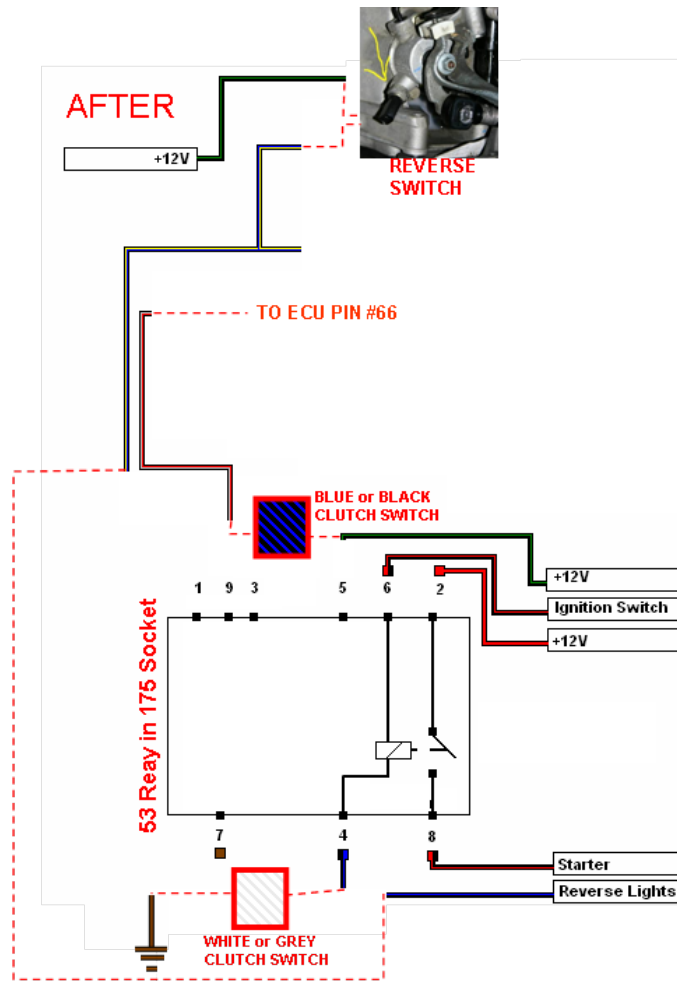 AFTER
+12V
REVERSE
SWITCH
TO ECU PIN #66
BLUE or BLACK
CLUTCH SWITCH
+12V
Ignition Switch
+12V
1 9 3 5 6 2
53 Reay in 175 Socket
7 4 8
Starter
Reverse Lights
WHITE or GREY
CLUTCH SWITCH